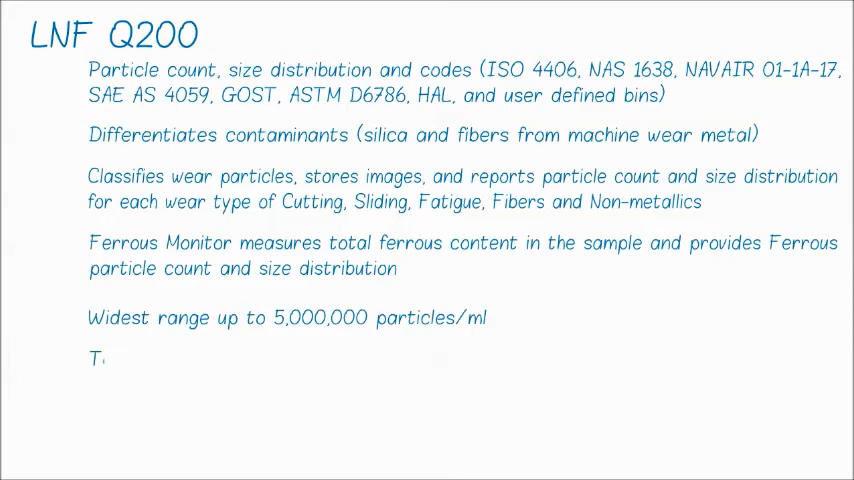 LNF Q200
Particle count, size distribution and codes (ISO 4406, NAS 1638, NAVAIR 01-1A-17,
SAE AS 4059, GOST, ASTM D6786, HAL, and user defined bins)
Differentiates contaminants (silica and fibers from machine wear metal)
Classifies wear particles, stores images, and reports particle count and size distribution
for each wear type of Cutting, Sliding, Fatigue, Fibers and Non-metallics
Ferrous Monitor measures total ferrous content in the sample and provides Ferrous
particle count and size distribution
Widest range up to 5,000,000 particles/ml